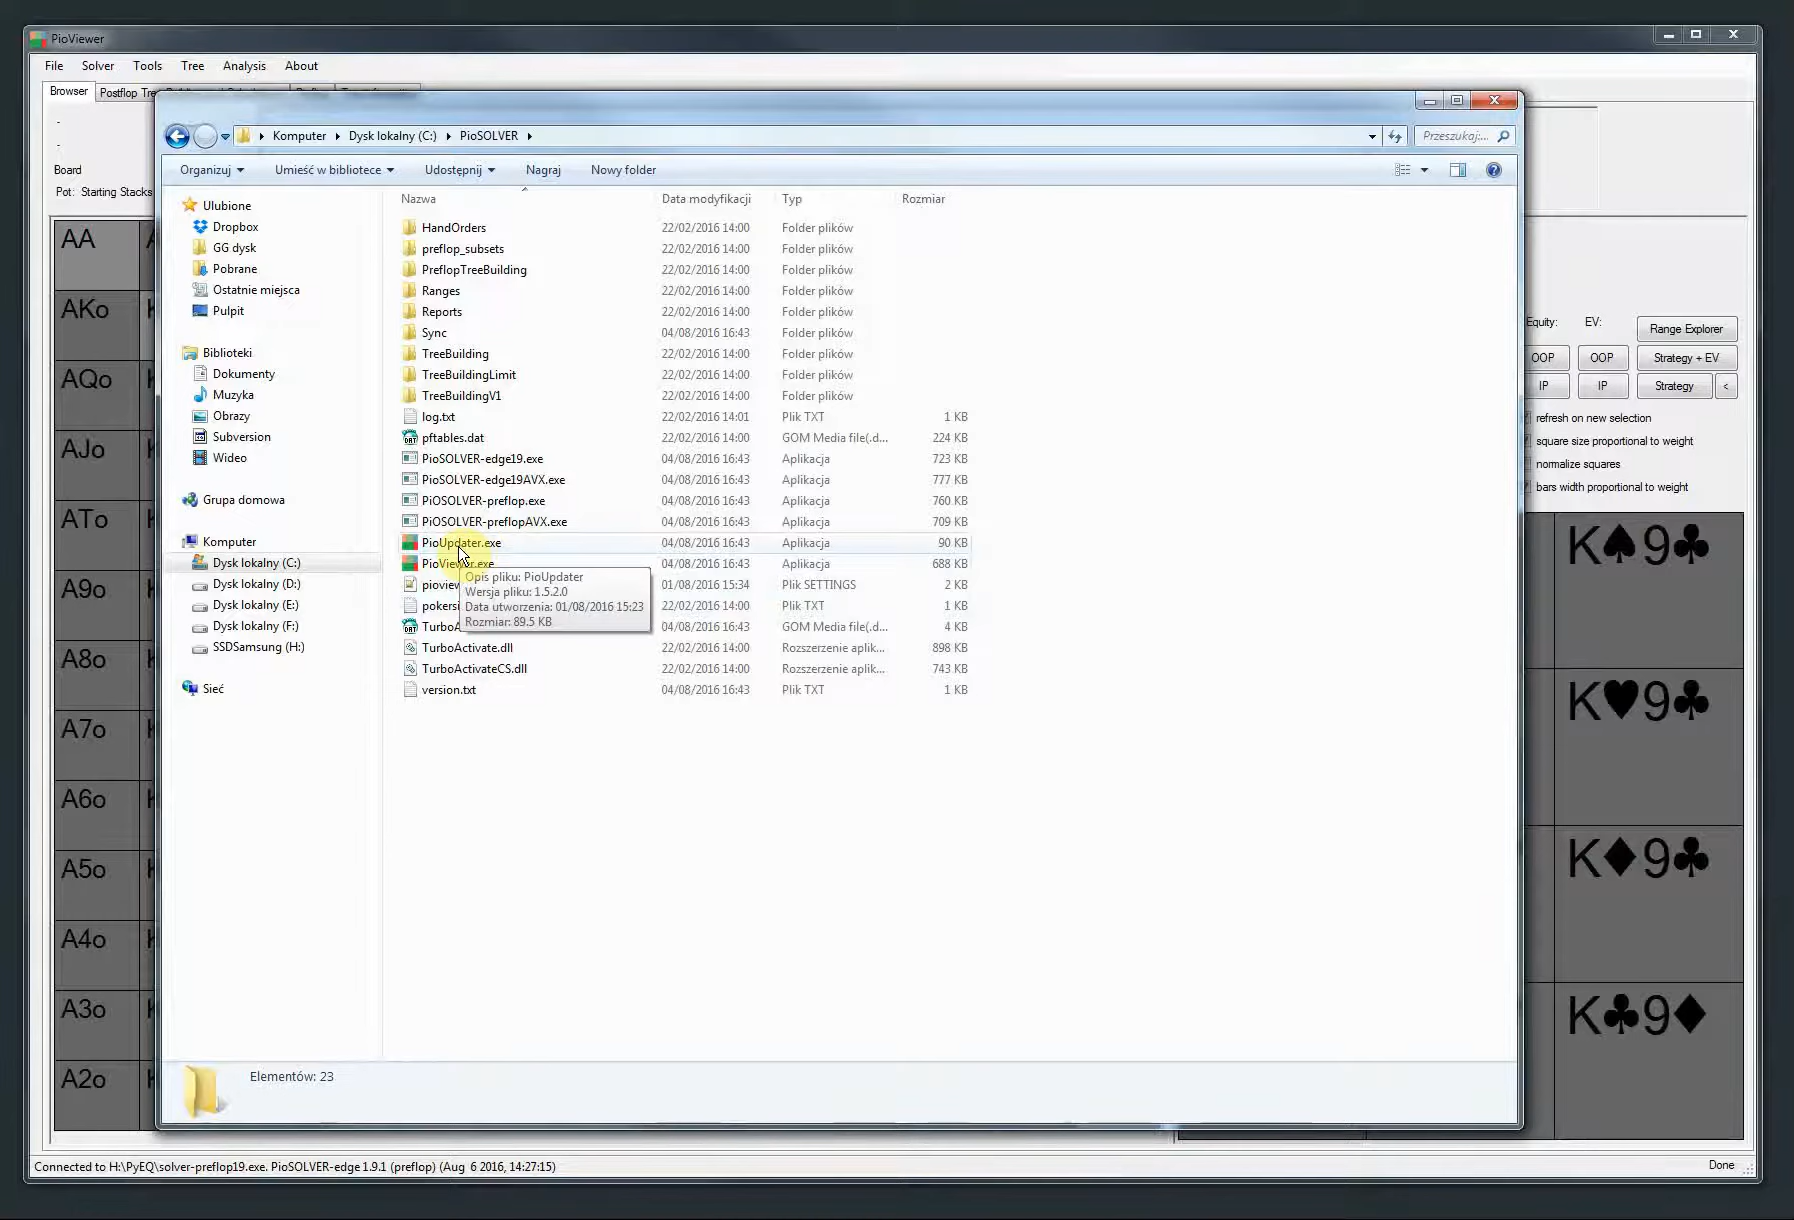 PioViewer
File Solver Tools Tree Analysis About
Browser Postflop Tre
-
-
Board
Pot: Starting Stacks
AA
AKo
AQo
AJo
ATo
A9o
A8o
A7o
A6o
A5o
A4o
A3o
A2o
Komputer Dysk lokalny (C:) PioSOLVER
Przeszukaj:...
Organizuj Umieść w bibliotece Udostępnij Nagraj Nowy folder
Ulubione
Dropbox
GG dysk
Pobrane
Ostatnie miejsca
Pulpit
Biblioteki
Dokumenty
Muzyka
Obrazy
Subversion
Wideo
Grupa domowa
Komputer
Dysk lokalny (C:)
Dysk lokalny (D:)
Dysk lokalny (E:)
Dysk lokalny (F:)
SSDSamsung (H:)
Sieć
Nazwa Data modyfikacji Typ Rozmiar
HandOrders 22/02/2016 14:00 Folder plików
preflop_subsets 22/02/2016 14:00 Folder plików
PreflopTreeBuilding 22/02/2016 14:00 Folder plików
Ranges 22/02/2016 14:00 Folder plików
Reports 22/02/2016 14:00 Folder plików
Sync 04/08/2016 16:43 Folder plików
TreeBuilding 22/02/2016 14:00 Folder plików
TreeBuildingLimit 22/02/2016 14:00 Folder plików
TreeBuildingV1 22/02/2016 14:00 Folder plików
log.txt 22/02/2016 14:01 Plik TXT 1 KB
pftables.dat 22/02/2016 14:00 GOM Media file(.d... 224 KB
PioSOLVER-edge19.exe 04/08/2016 16:43 Aplikacja 723 KB
PioSOLVER-edge19AVX.exe 04/08/2016 16:43 Aplikacja 777 KB
PiOSOLVER-preflop.exe 04/08/2016 16:43 Aplikacja 760 KB
PiOSOLVER-preflopAVX.exe 04/08/2016 16:43 Aplikacja 709 KB
PioUpdater.exe 04/08/2016 16:43 Aplikacja 90 KB
PioViewer.exe 04/08/2016 16:43 Aplikacja 688 KB
piovie 01/08/2016 15:34 Plik SETTINGS 2 KB
pokersi 22/02/2016 14:00 Plik TXT 1 KB
TurboA 04/08/2016 16:43 GOM Media file(.d... 4 KB
TurboActivate.dll 22/02/2016 14:00 Rozszerzenie aplik... 898 KB
TurboActivateCS.dll 22/02/2016 14:00 Rozszerzenie aplik... 743 KB
version.txt 04/08/2016 16:43 Plik TXT 1 KB
Opis pliku: PioUpdater
Wersja pliku: 1.5.2.0
Data utworzenia: 01/08/2016 15:23
Rozmiar: 89.5 KB
Elementów: 23
Equity: EV: Range Explorer
OOP OOP Strategy + EV
IP IP Strategy <
refresh on new selection
square size proportional to weight
normalize squares
bars width proportional to weight
K♠9♣
K♥9♣
K♦9♣
K♣9♦
Connected to H:\PyEQ\solver-preflop19.exe. PioSOLVER-edge 1.9.1 (preflop) (Aug 6 2016, 14:27:15)
Done